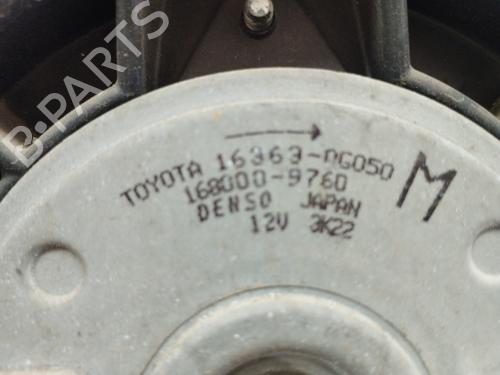 B-PARTS
TOYOTA 16363-0G050
168000-9760
DENSO JAPAN
12V 3K22
M